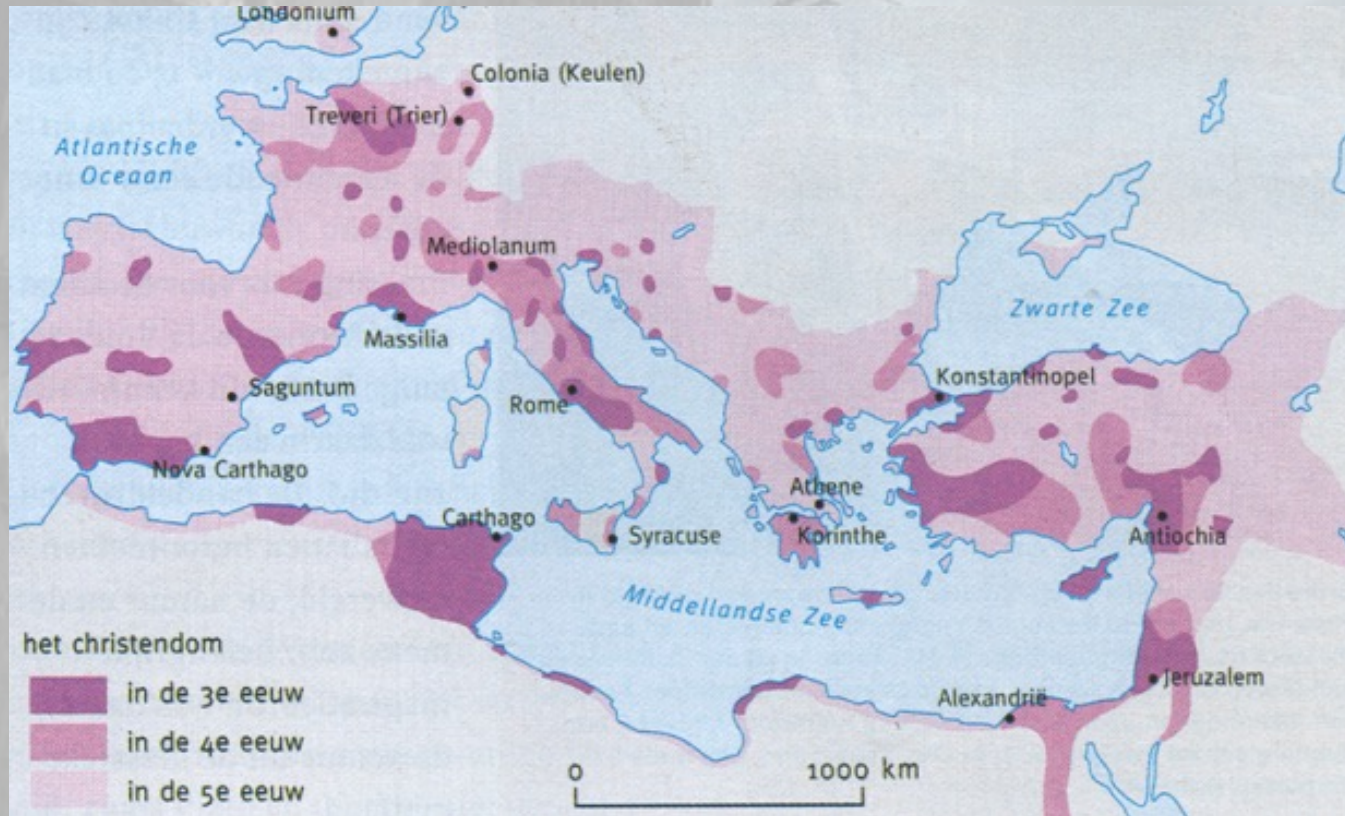 Londonium
Colonia (Keulen)
Treveri (Trier)
Atlantische
Oceaan
Mediolanum
Zwarte Zee
Massilia
Konstantinopel
Saguntum
Rome
Nova Carthago
Athene
Carthago
Syracuse
Korinthe
Antiochia
Middellandse Zee
het christendom
in de 3e eeuw
in de 4e eeuw
in de 5e eeuw
Jeruzalem
Alexandrië
0 1000 km